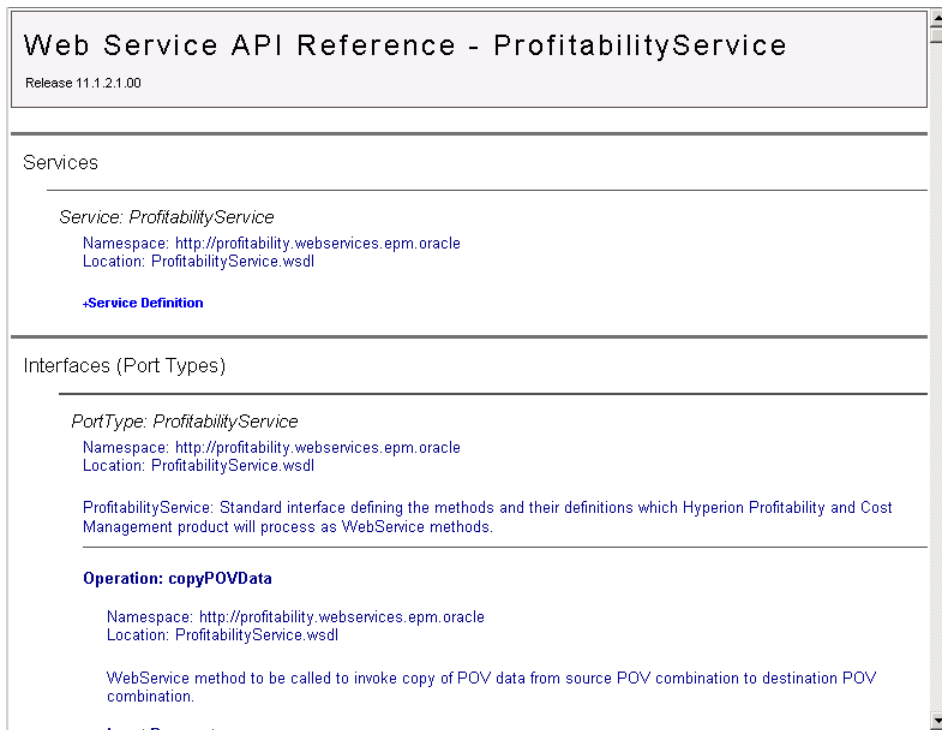 Web Service API Reference - ProfitabilityService
Release 11.1.2.1.00
Services
Service: ProfitabilityService
Namespace: http://profitability.webservices.epm.oracle
Location: ProfitabilityService.wsdl
+Service Definition
Interfaces (Port Types)
PortType: ProfitabilityService
Namespace: http://profitability.webservices.epm.oracle
Location: ProfitabilityService.wsdl
ProfitabilityService: Standard interface defining the methods and their definitions which Hyperion Profitability and Cost
Management product will process as WebService methods.
Operation: copyPOVData
Namespace: http://profitability.webservices.epm.oracle
Location: ProfitabilityService.wsdl
WebService method to be called to invoke copy of POV data from source POV combination to destination POV
combination.